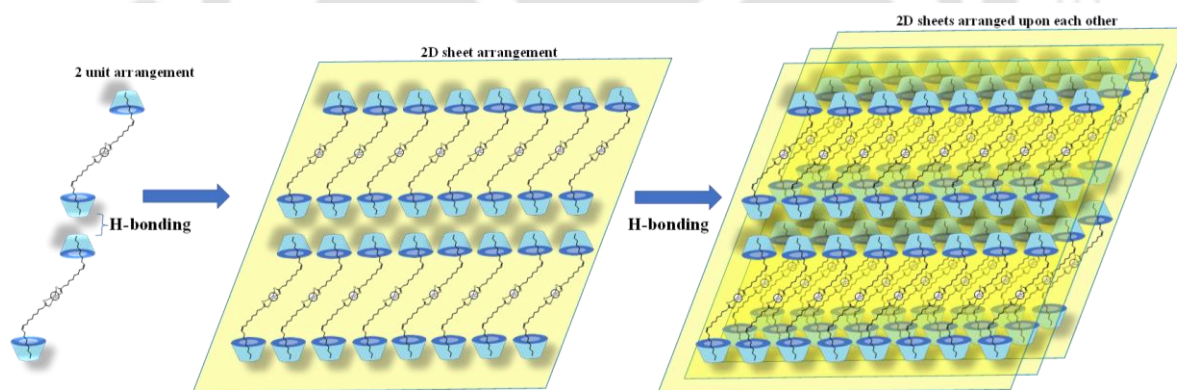 2D sheets arranged upon each other
2D sheet arrangement
2 unit arrangement
H-bonding
H-bonding